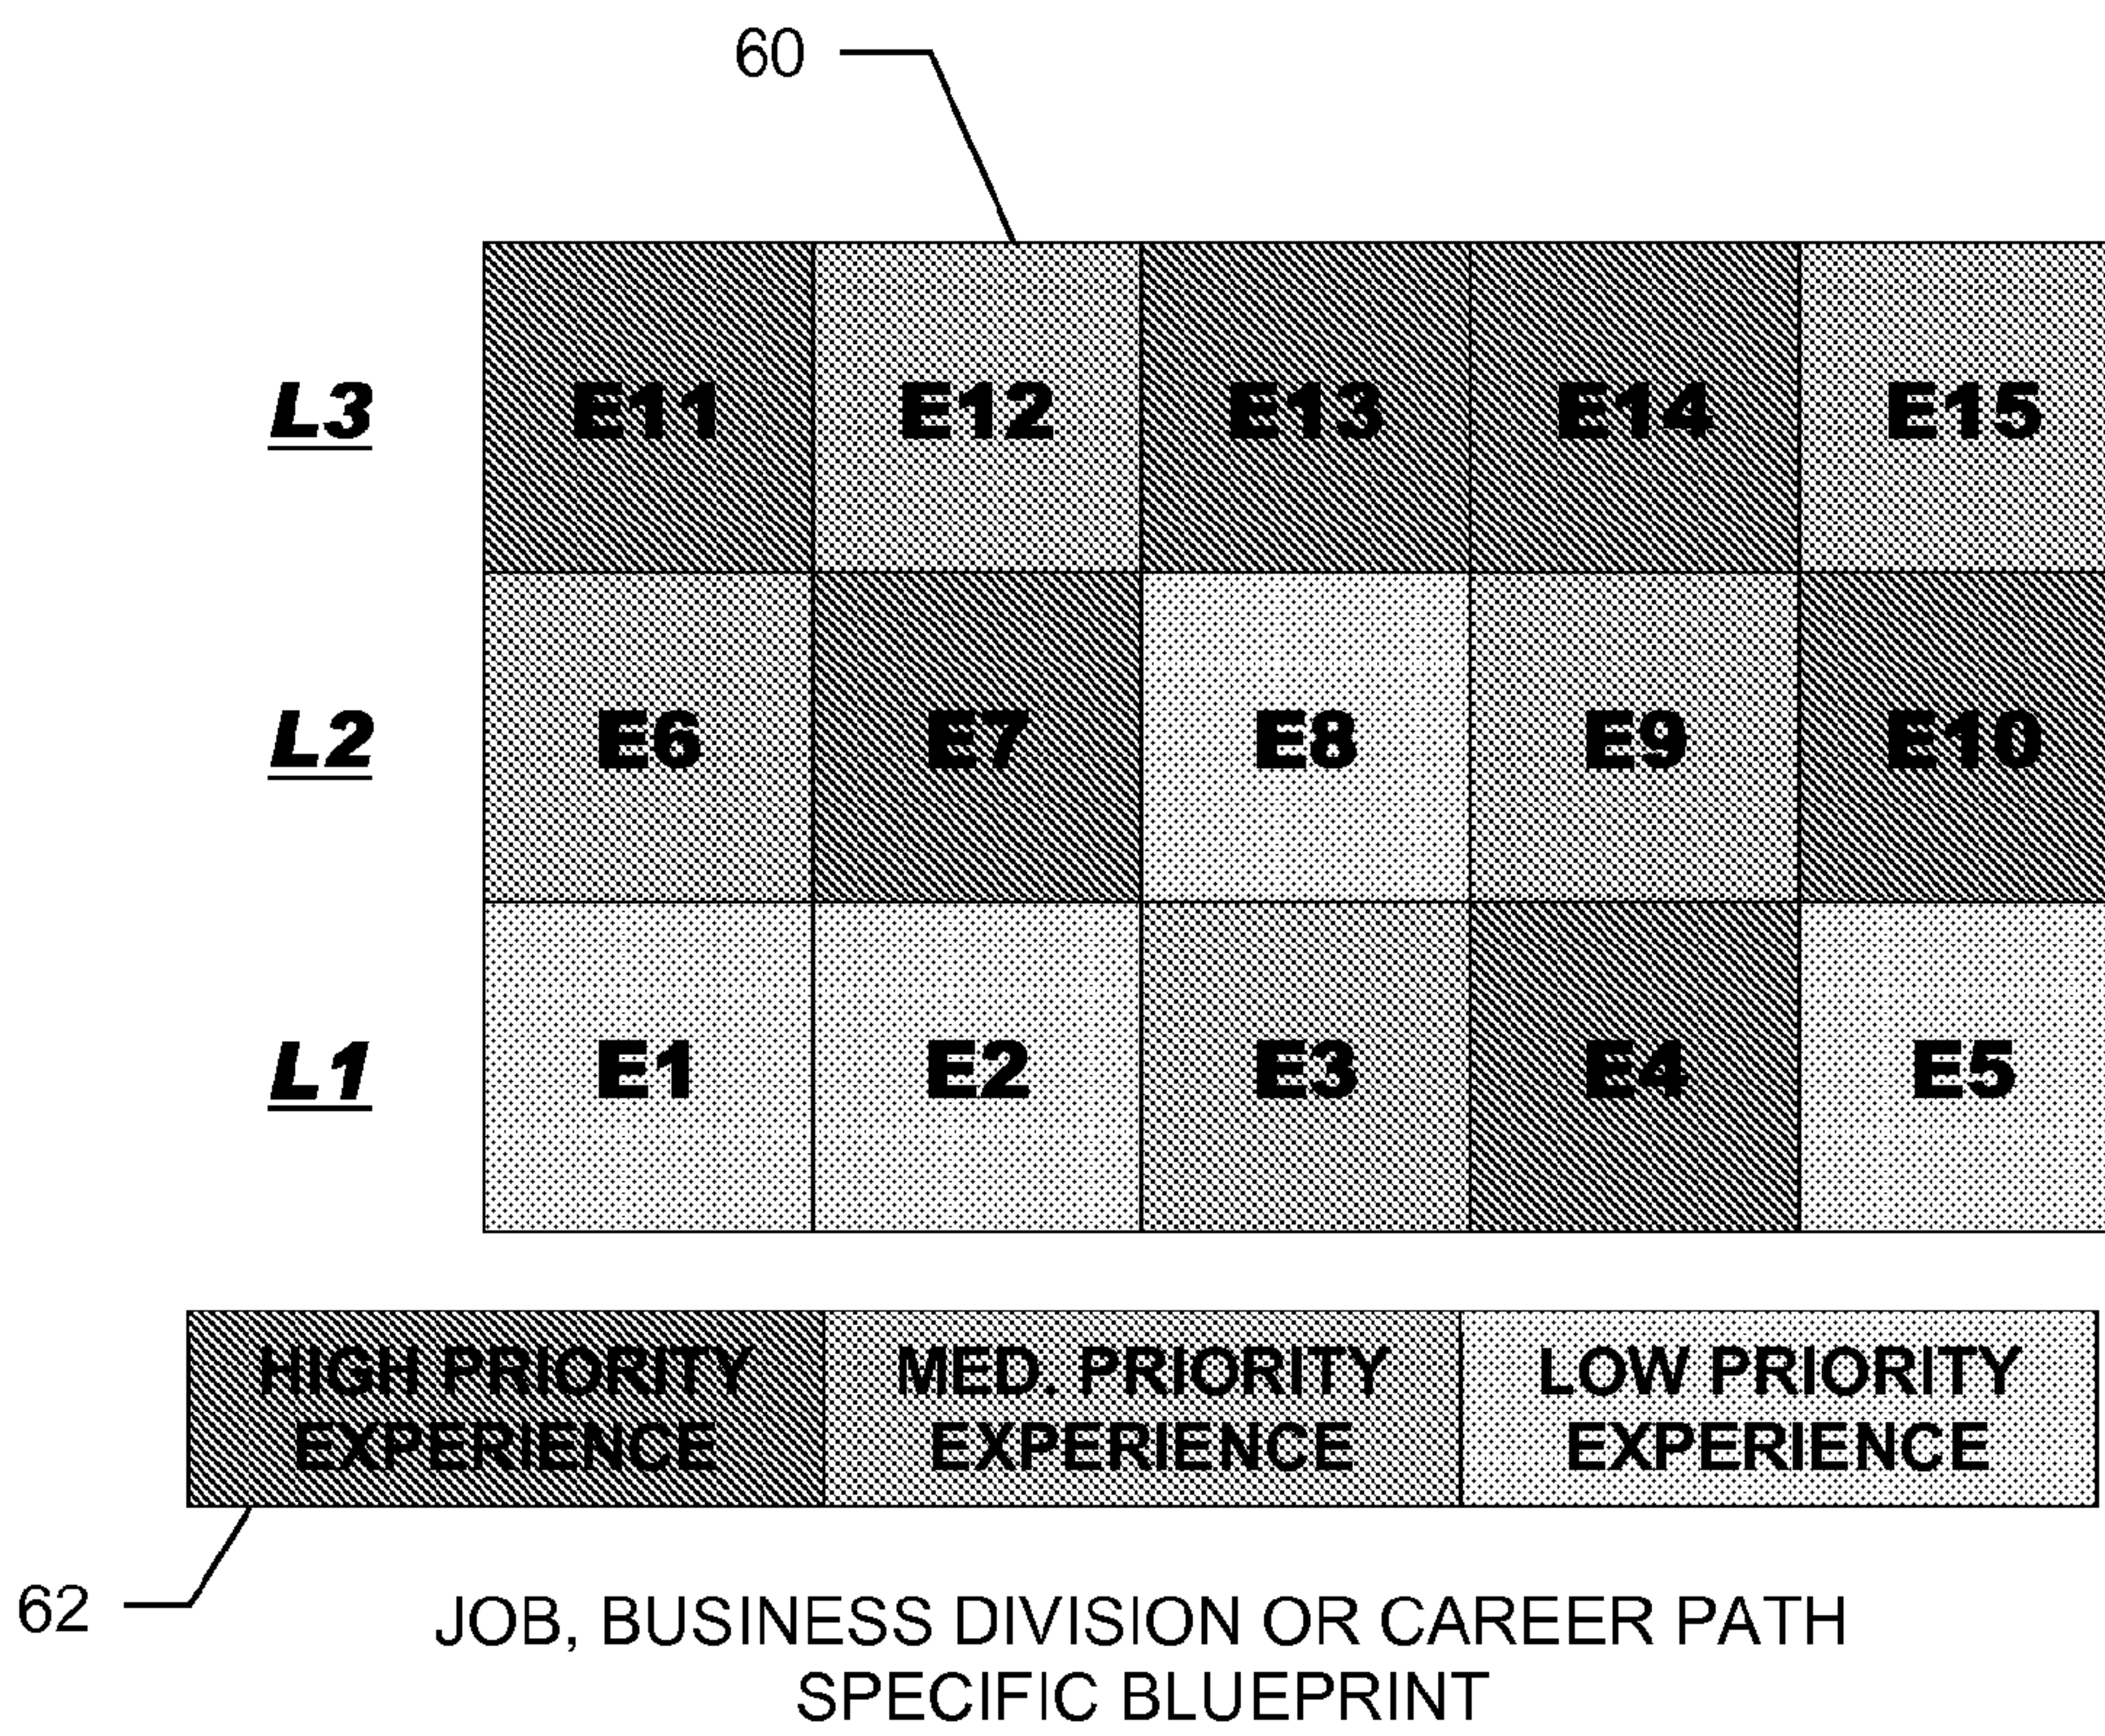 60
L3 E11 E12 E13 E14 E15
L2 E6 E7 E8 E9 E10
L1 E1 E2 E3 E4 E5
HIGH PRIORITY EXPERIENCE MED. PRIORITY EXPERIENCE LOW PRIORITY EXPERIENCE
62
JOB, BUSINESS DIVISION OR CAREER PATH
SPECIFIC BLUEPRINT